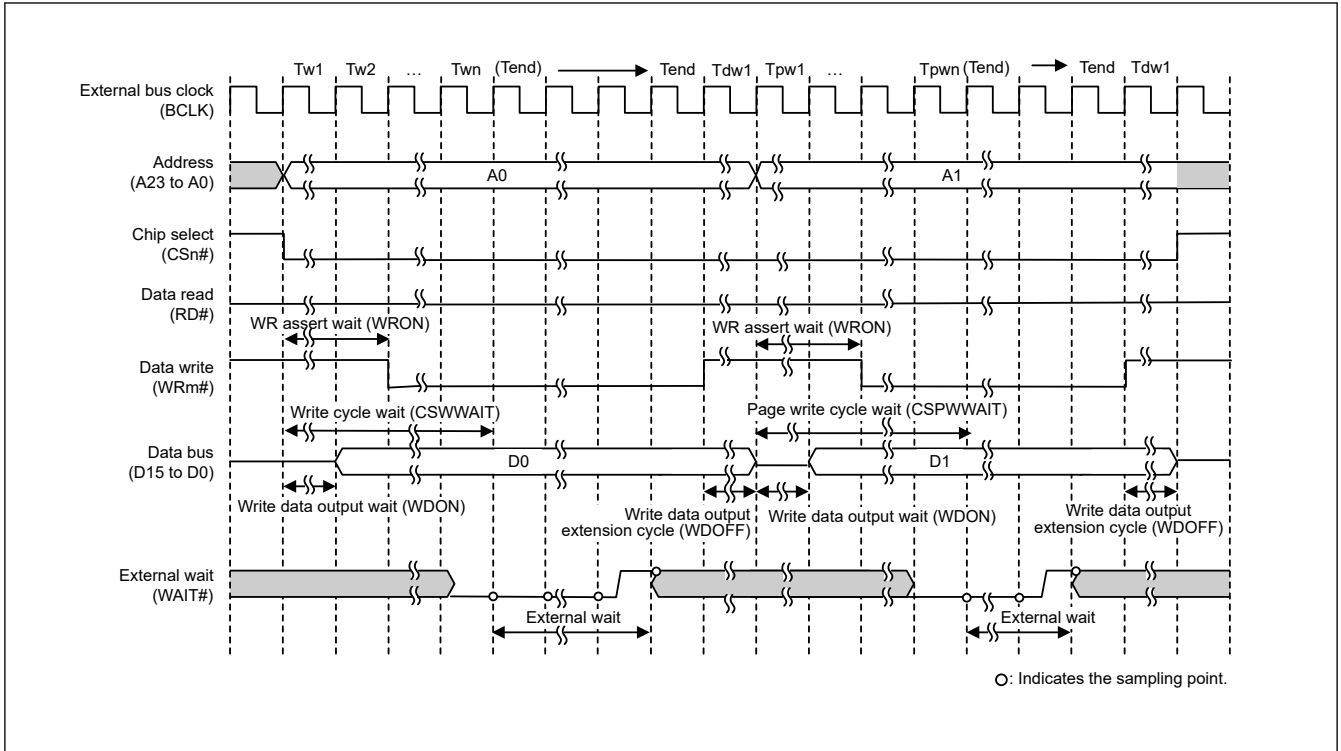 Tw1 Tw2 … Twn (Tend) Tend Tdw1 Tpw1 … Tpwn (Tend) Tend Tdw1
External bus clock
(BCLK)
Address
(A23 to A0)
A0
A1
Chip select
(CSn#)
Data read
(RD#)
WR assert wait (WRON)
WR assert wait (WRON)
Data write
(WRm#)
Write cycle wait (CSWWAIT)
Page write cycle wait (CSPWWAIT)
Data bus
(D15 to D0)
D0
D1
Write data output wait (WDON)
Write data output
extension cycle (WDOFF)
Write data output wait (WDON)
Write data output
extension cycle (WDOFF)
External wait
(WAIT#)
External wait
External wait
: Indicates the sampling point.